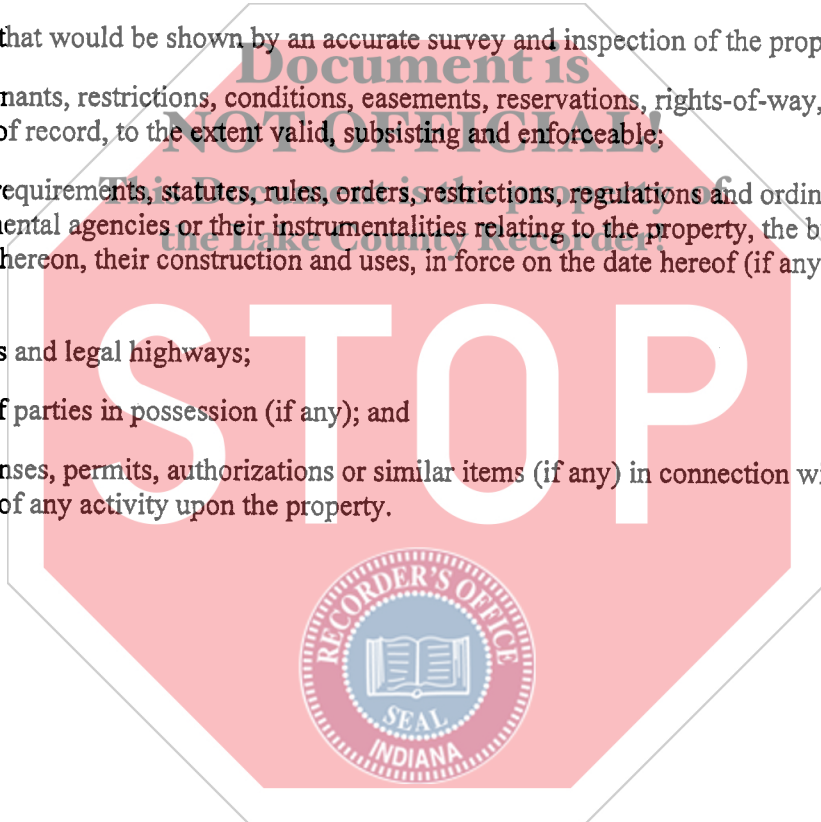 that would be shown by an accurate survey and inspection of the prop
Document is
nants, restrictions, conditions, easements, reservations, rights-of-way,
of record, to the extent valid, subsisting and enforceable;
NOT OFFICIAL!
requirements, statutes, rules, orders, restrictions, regulations and ordin
This Document is the property of
ental agencies or their instrumentalities relating to the property, the b
the Lake County Recorder!
hereon, their construction and uses, in force on the date hereof (if any
s and legal highways;
f parties in possession (if any); and
nses, permits, authorizations or similar items (if any) in connection wi
of any activity upon the property.
STOP
RECORDER'S OFFICE
SEAL
INDIANA